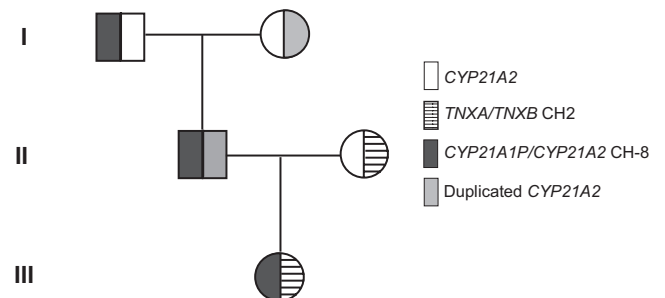 I
CYP21A2
TNXA/TNXB CH2
II
CYP21A1P/CYP21A2 CH-8
Duplicated CYP21A2
III